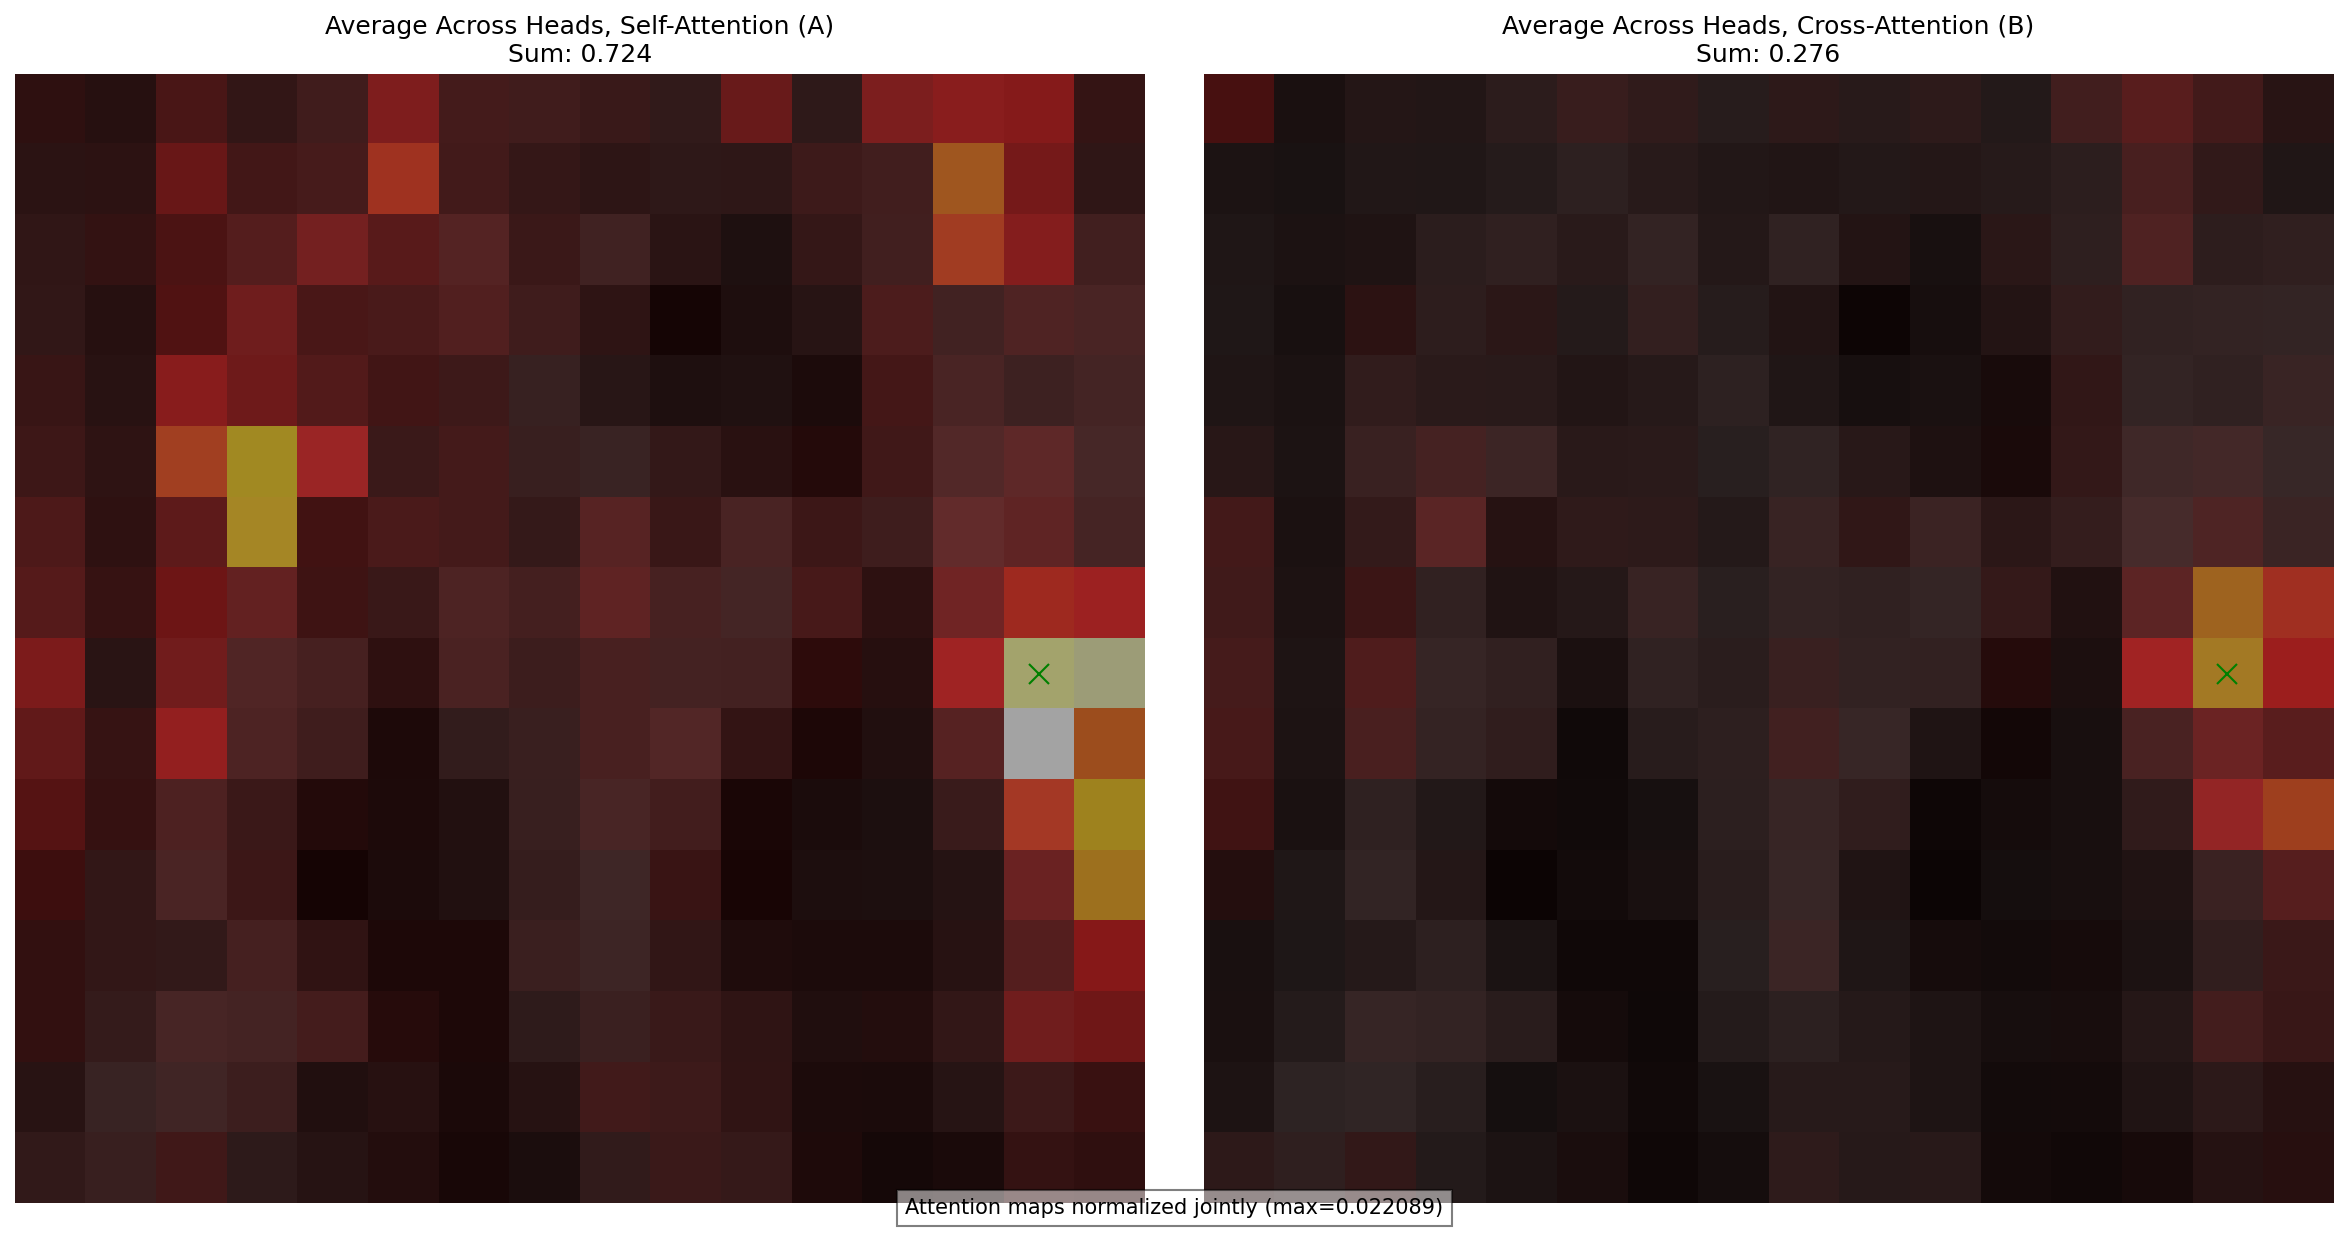 Average Across Heads, Self-Attention (A)
Sum: 0.724
Average Across Heads, Cross-Attention (B)
Sum: 0.276
Attention maps normalized jointly (max=0.022089)